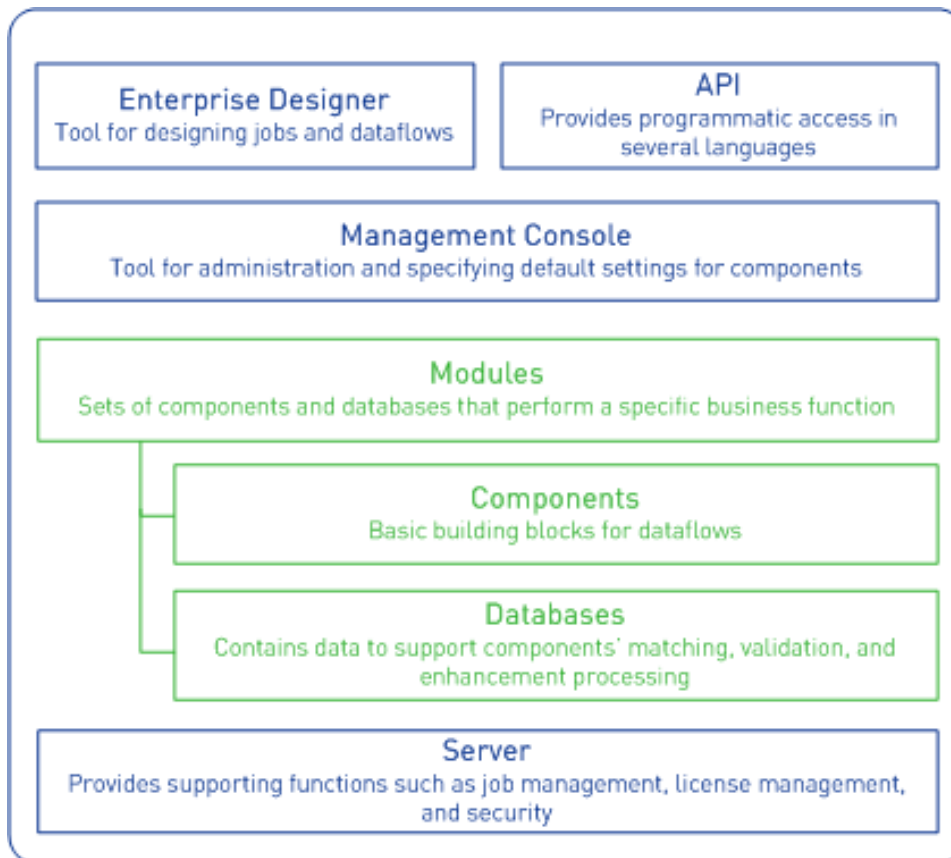 Enterprise Designer
Tool for designing jobs and dataflows
API
Provides programmatic access in
several languages
Management Console
Tool for administration and specifying default settings for components
Modules
Sets of components and databases that perform a specific business function
Components
Basic building blocks for dataflows
Databases
Contains data to support components’ matching, validation, and
enhancement processing
Server
Provides supporting functions such as job management, license management,
and security